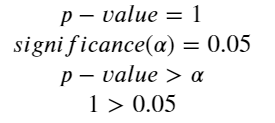 p − value = 1
significance(α) = 0.05
p − value > α
1 > 0.05